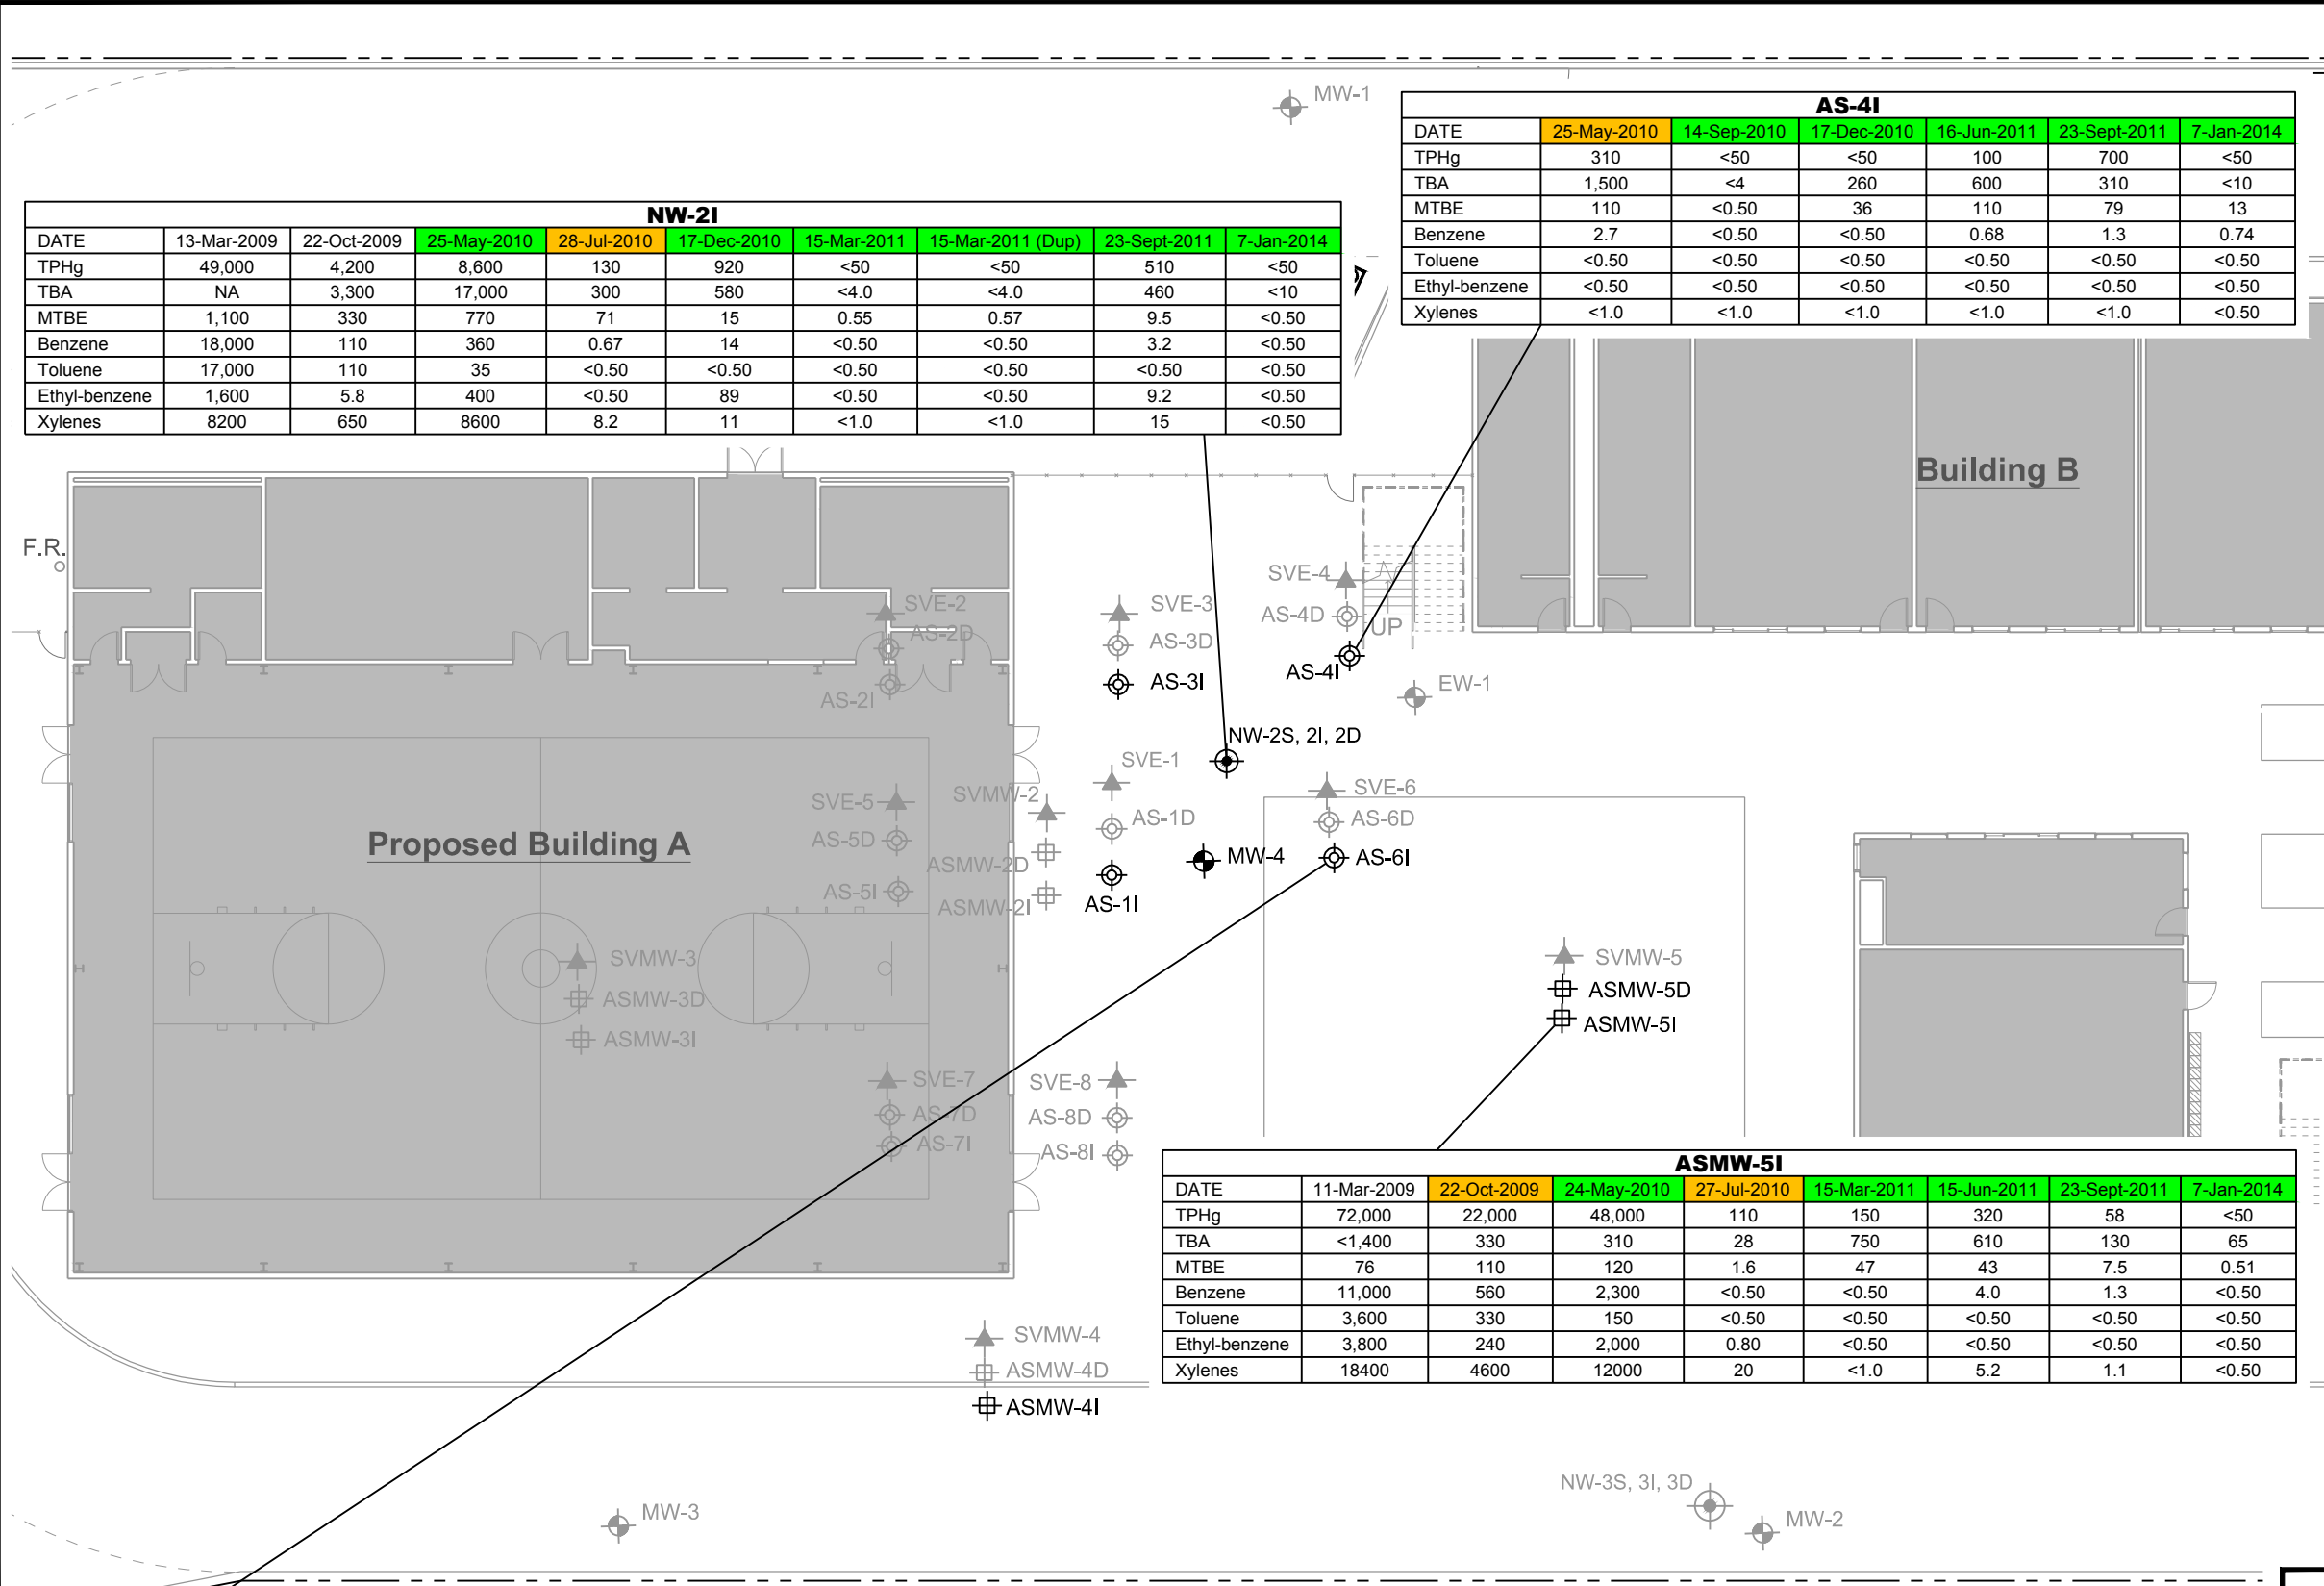 MW-1
AS-4I
DATE 25-May-2010 14-Sep-2010 17-Dec-2010 16-Jun-2011 23-Sept-2011 7-Jan-2014
TPHg 310 <50 <50 100 700 <50
TBA 1,500 <4 260 600 310 <10
MTBE 110 <0.50 36 110 79 13
Benzene 2.7 <0.50 <0.50 0.68 1.3 0.74
Toluene <0.50 <0.50 <0.50 <0.50 <0.50 <0.50
Ethyl-benzene <0.50 <0.50 <0.50 <0.50 <0.50 <0.50
Xylenes <1.0 <1.0 <1.0 <1.0 <1.0 <0.50
NW-2I
DATE 13-Mar-2009 22-Oct-2009 25-May-2010 28-Jul-2010 17-Dec-2010 15-Mar-2011 15-Mar-2011 (Dup) 23-Sept-2011 7-Jan-2014
TPHg 49,000 4,200 8,600 130 920 <50 <50 510 <50
TBA NA 3,300 17,000 300 580 <4.0 <4.0 460 <10
MTBE 1,100 330 770 71 15 0.55 0.57 9.5 <0.50
Benzene 18,000 110 360 0.67 14 <0.50 <0.50 3.2 <0.50
Toluene 17,000 110 35 <0.50 <0.50 <0.50 <0.50 <0.50 <0.50
Ethyl-benzene 1,600 5.8 400 <0.50 89 <0.50 <0.50 9.2 <0.50
Xylenes 8200 650 8600 8.2 11 <1.0 <1.0 15 <0.50
Building B
F.R.
SVE-2
AS-2D
AS-2I
SVE-3
AS-3D
AS-3I
SVE-4
AS-4D
UP
AS-4I
EW-1
NW-2S, 2I, 2D
SVE-1
SVE-5
SVMW-2
SVE-6
AS-1D
AS-6D
Proposed Building A
AS-5D
ASMW-2D
MW-4
AS-6I
AS-5I
ASMW-2I
AS-1I
SVMW-3
ASMW-3D
ASMW-3I
SVMW-5
ASMW-5D
ASMW-5I
SVE-7
AS-7D
AS-7I
SVE-8
AS-8D
AS-8I
ASMW-5I
DATE 11-Mar-2009 22-Oct-2009 24-May-2010 27-Jul-2010 15-Mar-2011 15-Jun-2011 23-Sept-2011 7-Jan-2014
TPHg 72,000 22,000 48,000 110 150 320 58 <50
TBA <1,400 330 310 28 750 610 130 65
MTBE 76 110 120 1.6 47 43 7.5 0.51
Benzene 11,000 560 2,300 <0.50 <0.50 4.0 1.3 <0.50
Toluene 3,600 330 150 <0.50 <0.50 <0.50 <0.50 <0.50
Ethyl-benzene 3,800 240 2,000 0.80 <0.50 <0.50 <0.50 <0.50
Xylenes 18400 4600 12000 20 <1.0 5.2 1.1 <0.50
SVMW-4
ASMW-4D
ASMW-4I
NW-3S, 3I, 3D
MW-3
MW-2